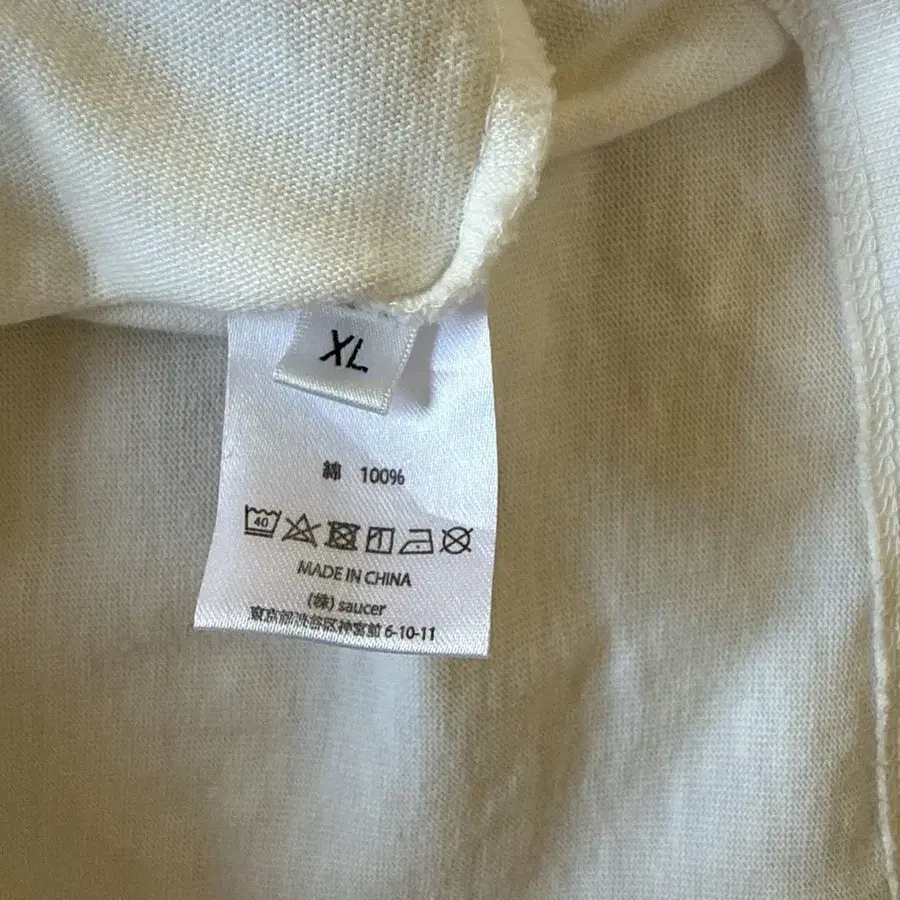 XL
綿 100%
40
MADE IN CHINA
(株) saucer
東京都渋谷区神宮前 6-10-11